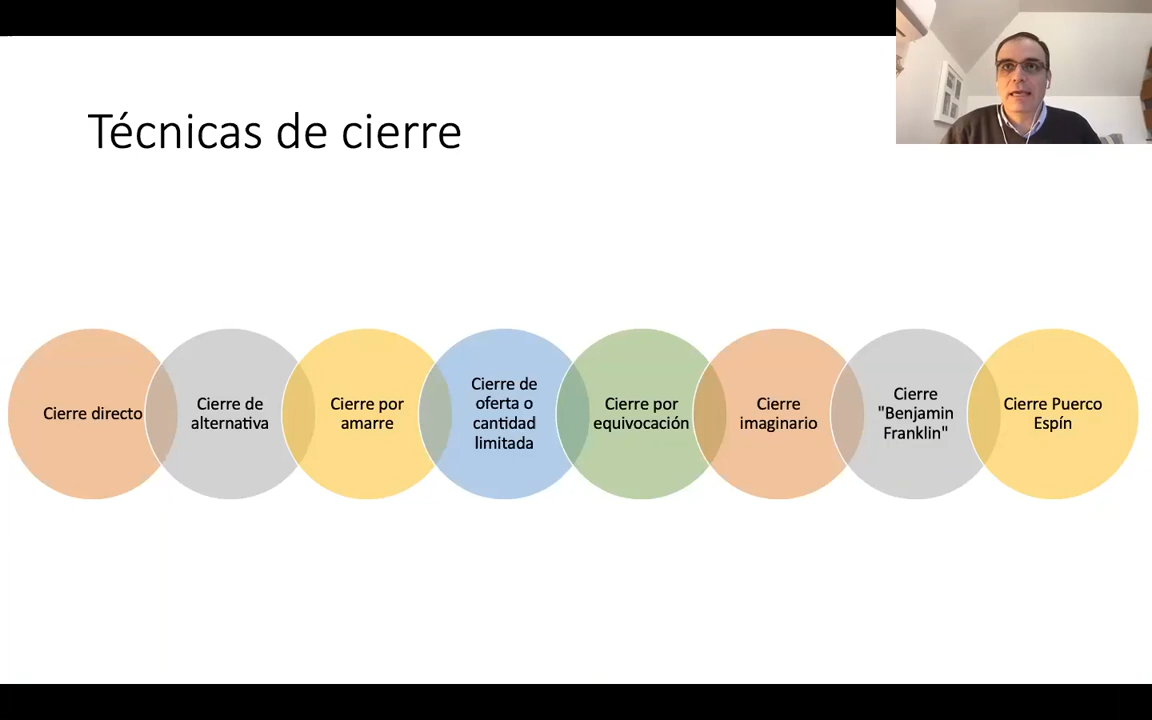 Técnicas de cierre
Cierre directo
Cierre de
alternativa
Cierre por
amarre
Cierre de
oferta o
cantidad
limitada
Cierre por
equivocación
Cierre
imaginario
Cierre
"Benjamin
Franklin"
Cierre Puerco
Espín